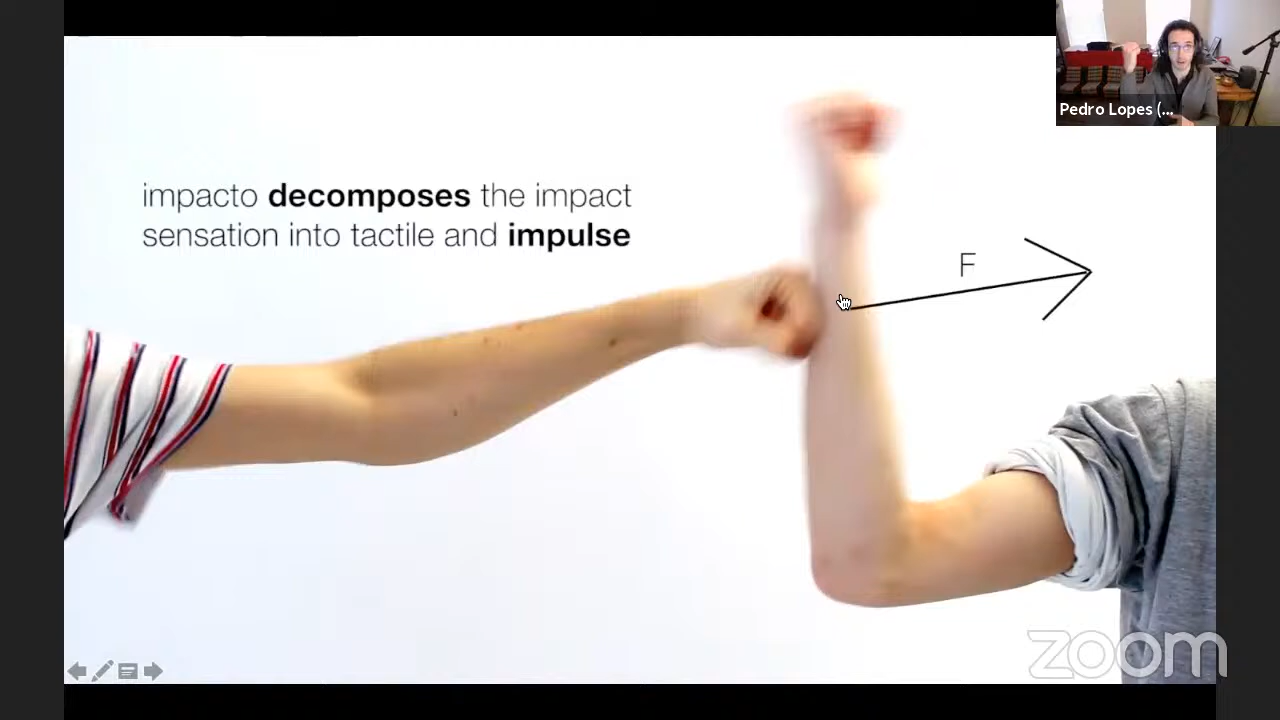 Pedro Lopes (...
impacto decomposes the impact
sensation into tactile and impulse
F
zoom